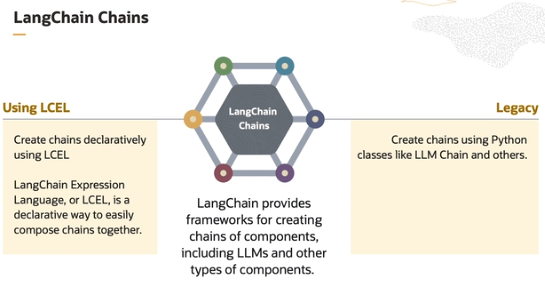 LangChain Chains
Using LCEL
Create chains declaratively
using LCEL
LangChain Expression
Language, or LCEL, is a
declarative way to easily
compose chains together.
LangChain
Chains
LangChain provides
frameworks for creating
chains of components,
including LLMs and other
types of components.
Legacy
Create chains using Python
classes like LLM Chain and others.